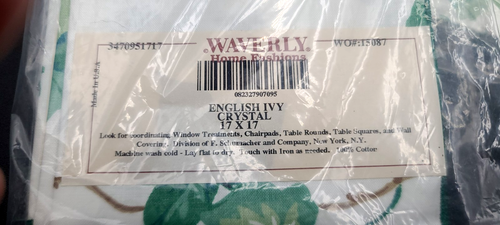 3470951717
WAVERLY.
WO#:15087
Home Fashions
Made in U.S.A
082327907095
ENGLISH IVY
CRYSTAL
17 X 17
Look for coordinating Window Treatments, Chairpads, Table Rounds, Table Squares, and Wall
Covering. Division of F. Schumacher and Company, New York, N.Y.
Machine wash cold - Lay flat to dry. Touch with Iron as needed. 100% Cotton